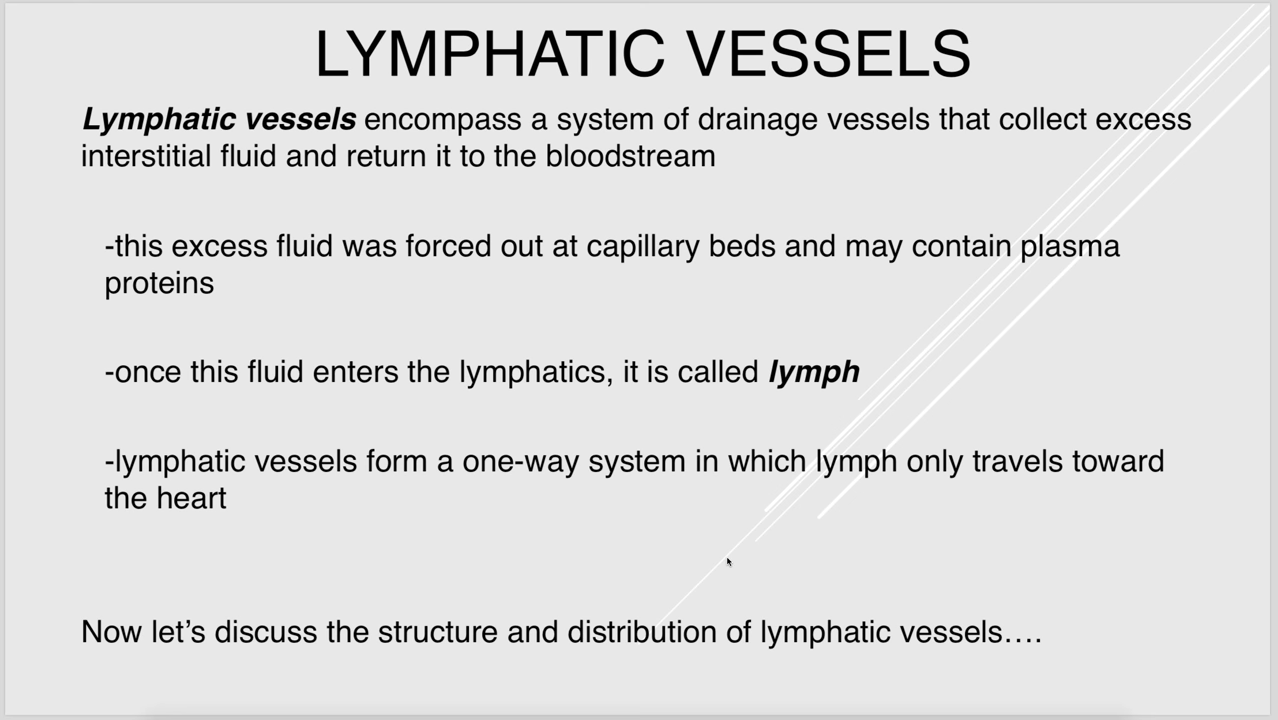 LYMPHATIC VESSELS
Lymphatic vessels encompass a system of drainage vessels that collect excess
interstitial fluid and return it to the bloodstream
-this excess fluid was forced out at capillary beds and may contain plasma
proteins
-once this fluid enters the lymphatics, it is called lymph
-lymphatic vessels form a one-way system in which lymph only travels toward
the heart
Now let’s discuss the structure and distribution of lymphatic vessels….